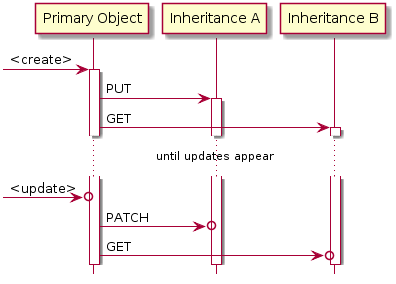 Primary Object
Inheritance A
Inheritance B
<create>
PUT
GET
until updates appear
<update>
PATCH
GET